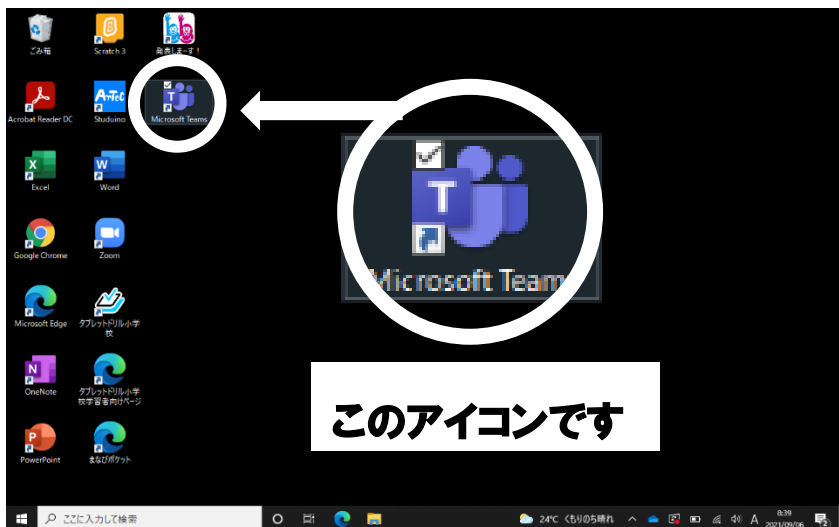 ごみ箱
Scratch 3
発表しまーす!
Acrobat Reader DC
ArTeC
Studuino
Microsoft Teams
Excel
Word
Google Chrome
Zoom
Microsoft Edge
タブレットドリル小学
校
OneNote
タブレットドリル小学
校学習者向けページ
PowerPoint
まなびポケット
T
Microsoft Teams
このアイコンです
ここに入力して検索
24°C くもりのち晴れ
A
8:39
2021/09/06
2